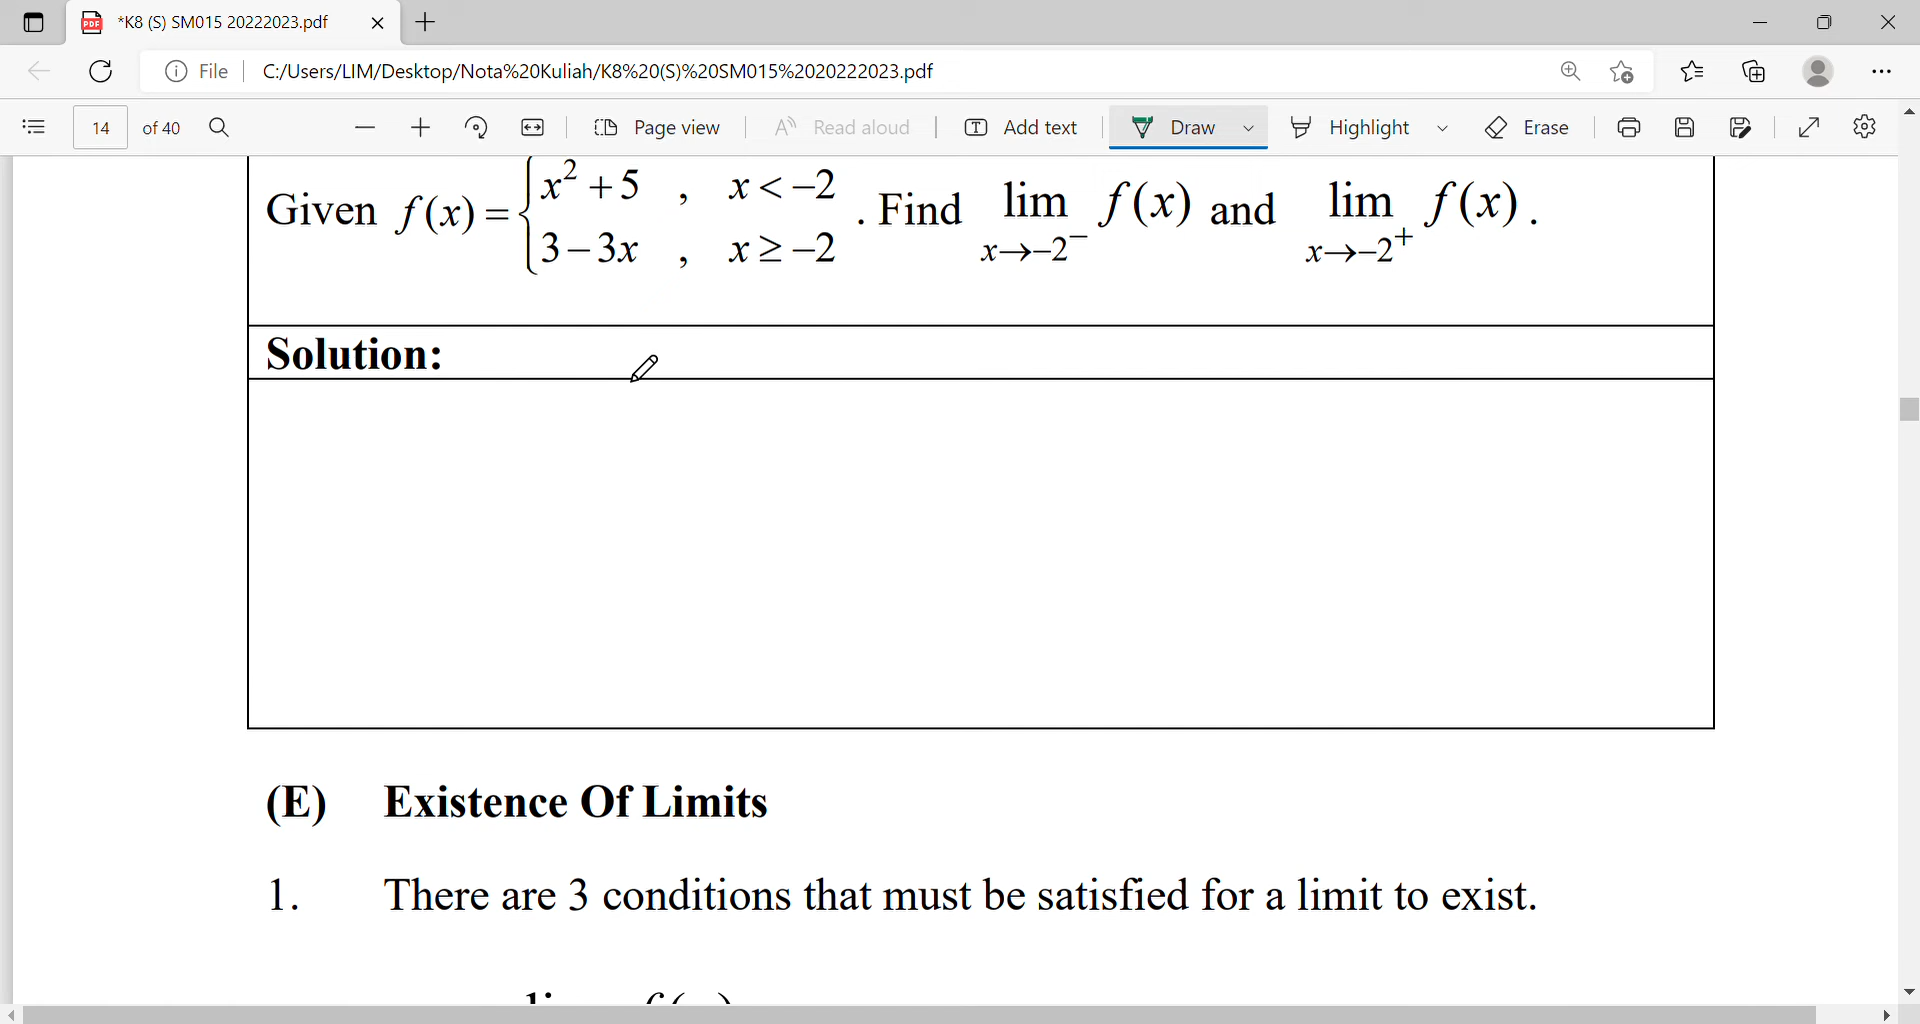 *K8 (S) SM015 20222023.pdf
File C:/Users/LIM/Desktop/Nota%20Kuliah/K8%20(S)%20SM015%2020222023.pdf
14 of 40 Page view Read aloud Add text Draw Highlight Erase
Given f(x) = { x² + 5 , x < −2
3 − 3x , x ≥ −2 . Find lim x→−2⁻ f(x) and lim x→−2⁺ f(x).
Solution:
(E) Existence Of Limits
1. There are 3 conditions that must be satisfied for a limit to exist.